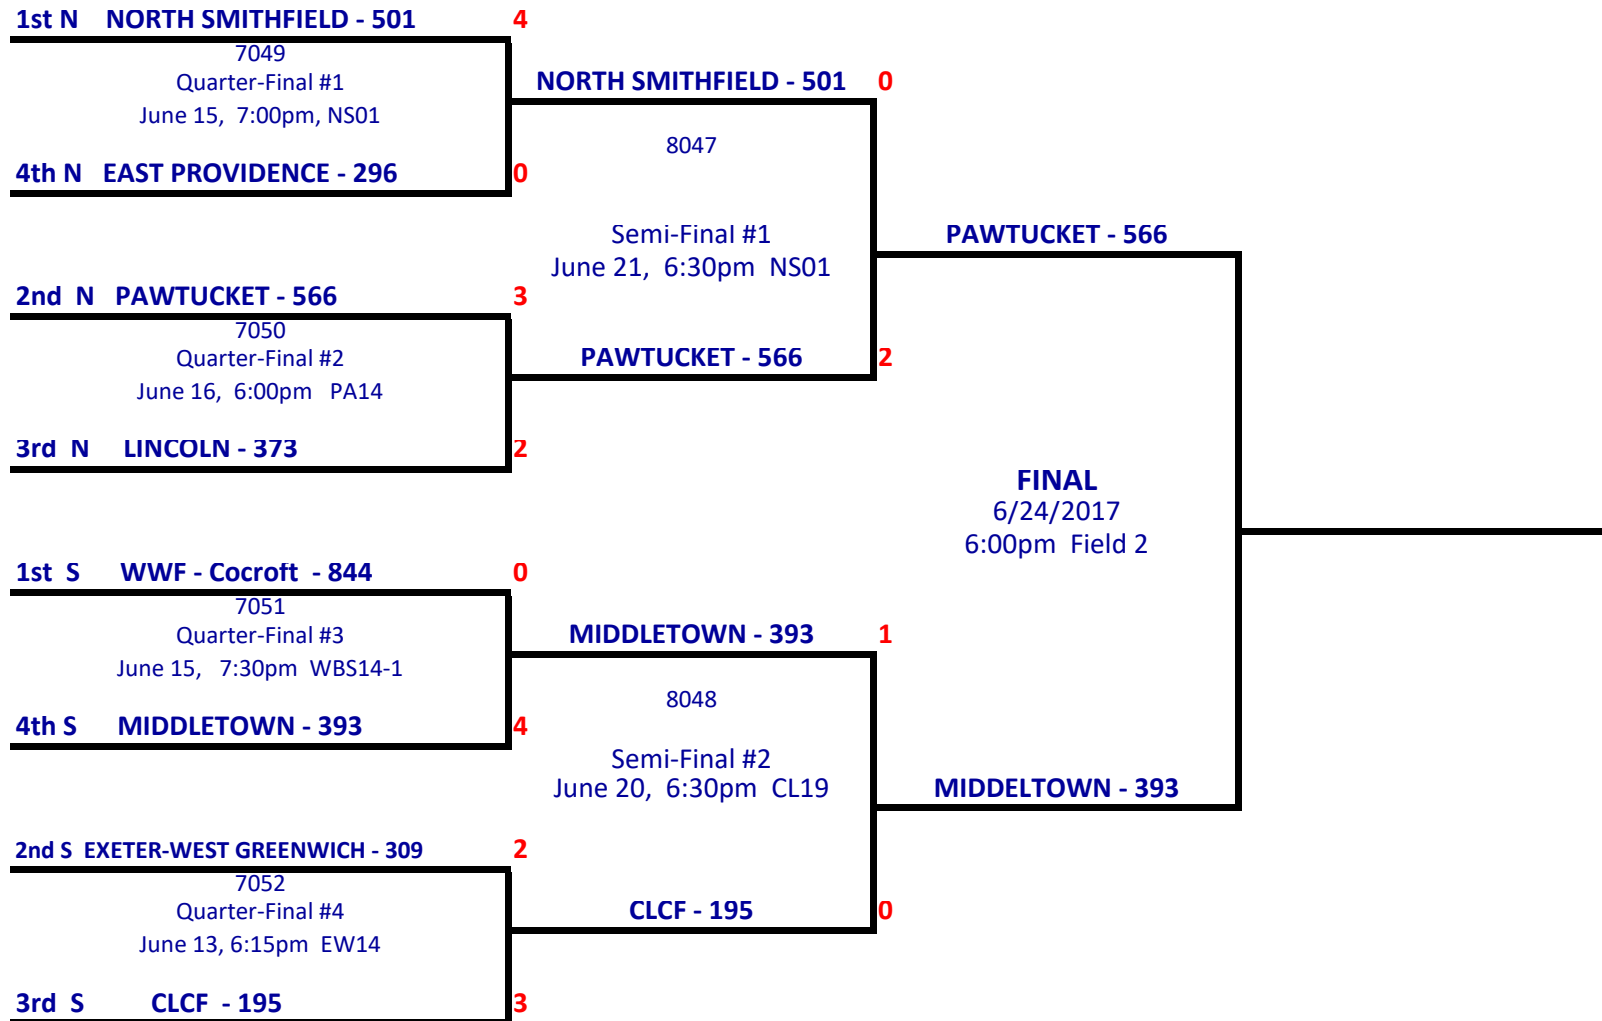 1st N NORTH SMITHFIELD - 501 4
7049
Quarter-Final #1
June 15, 7:00pm, NS01
4th N EAST PROVIDENCE - 296 0
2nd N PAWTUCKET - 566 3
7050
Quarter-Final #2
June 16, 6:00pm PA14
3rd N LINCOLN - 373 2
1st S WWF - Cocroft - 844 0
7051
Quarter-Final #3
June 15, 7:30pm WBS14-1
4th S MIDDLETOWN - 393 4
2nd S EXETER-WEST GREENWICH - 309 2
7052
Quarter-Final #4
June 13, 6:15pm EW14
3rd S CLCF - 195 3
NORTH SMITHFIELD - 501 0
8047
Semi-Final #1
June 21, 6:30pm NS01
PAWTUCKET - 566 2
MIDDLETOWN - 393 1
8048
Semi-Final #2
June 20, 6:30pm CL19
CLCF - 195 0
PAWTUCKET - 566
FINAL
6/24/2017
6:00pm Field 2
MIDDELTOWN - 393